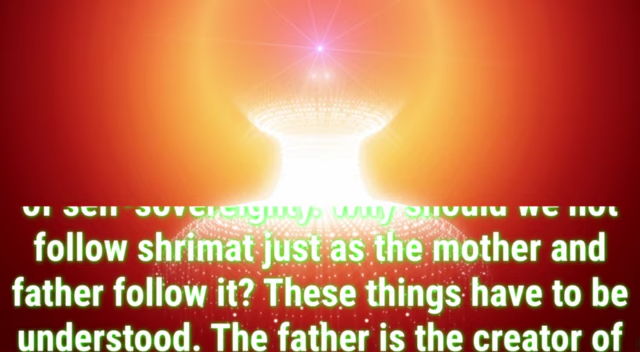 of self-sovereignty. Why should we not
follow shrimat just as the mother and
father follow it? These things have to be
understood. The father is the creator of